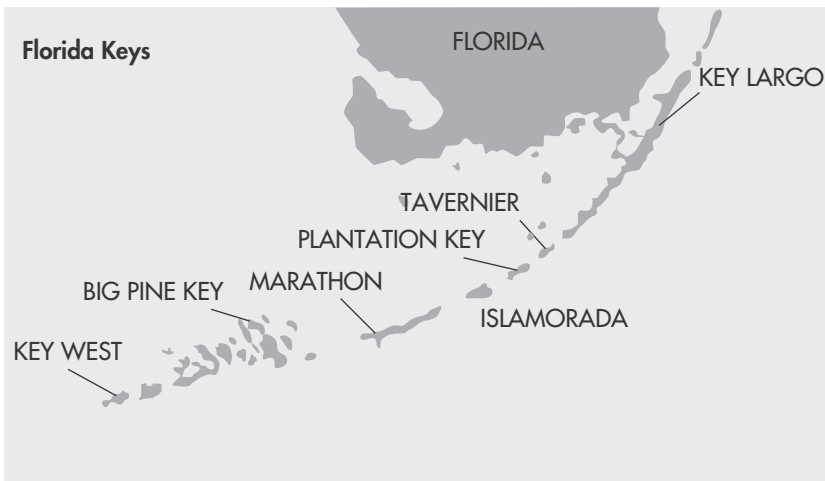 Florida Keys
FLORIDA
KEY LARGO
TAVERNIER
PLANTATION KEY
BIG PINE KEY
MARATHON
ISLAMORADA
KEY WEST